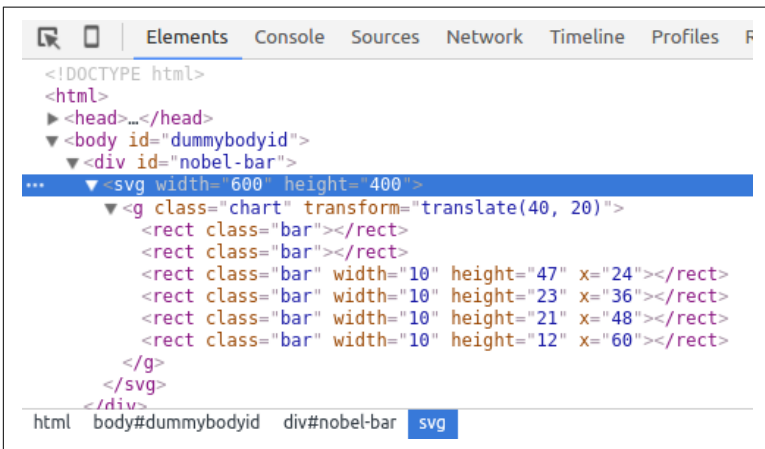 Elements Console Sources Network Timeline Profiles
<!DOCTYPE html>
<html>
▶<head>…</head>
▼<body id="dummybodyid">
▼<div id="nobel-bar">
… ▼<svg width="600" height="400">
▼<g class="chart" transform="translate(40, 20)">
<rect class="bar"></rect>
<rect class="bar"></rect>
<rect class="bar" width="10" height="47" x="24"></rect>
<rect class="bar" width="10" height="23" x="36"></rect>
<rect class="bar" width="10" height="21" x="48"></rect>
<rect class="bar" width="10" height="12" x="60"></rect>
</g>
</svg>
</div>
html body#dummybodyid div#nobel-bar svg